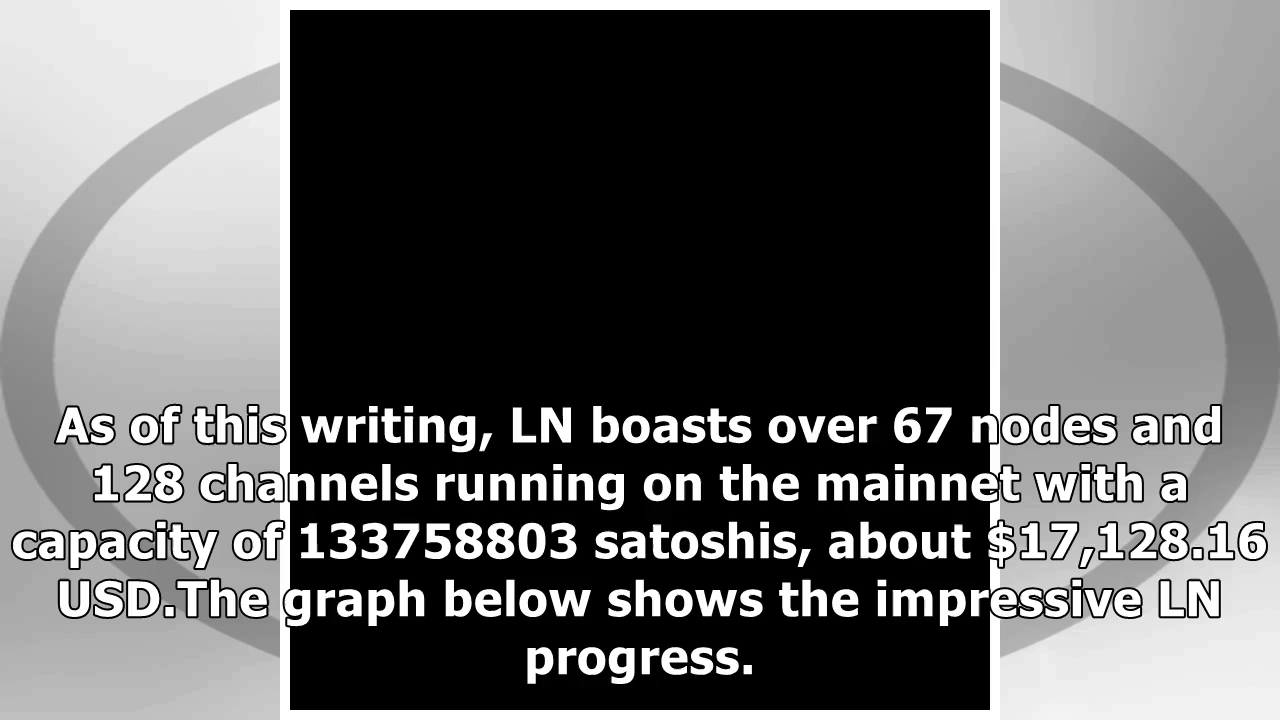 As of this writing, LN boasts over 67 nodes and
128 channels running on the mainnet with a
capacity of 133758803 satoshis, about $17,128.16
USD.The graph below shows the impressive LN
progress.